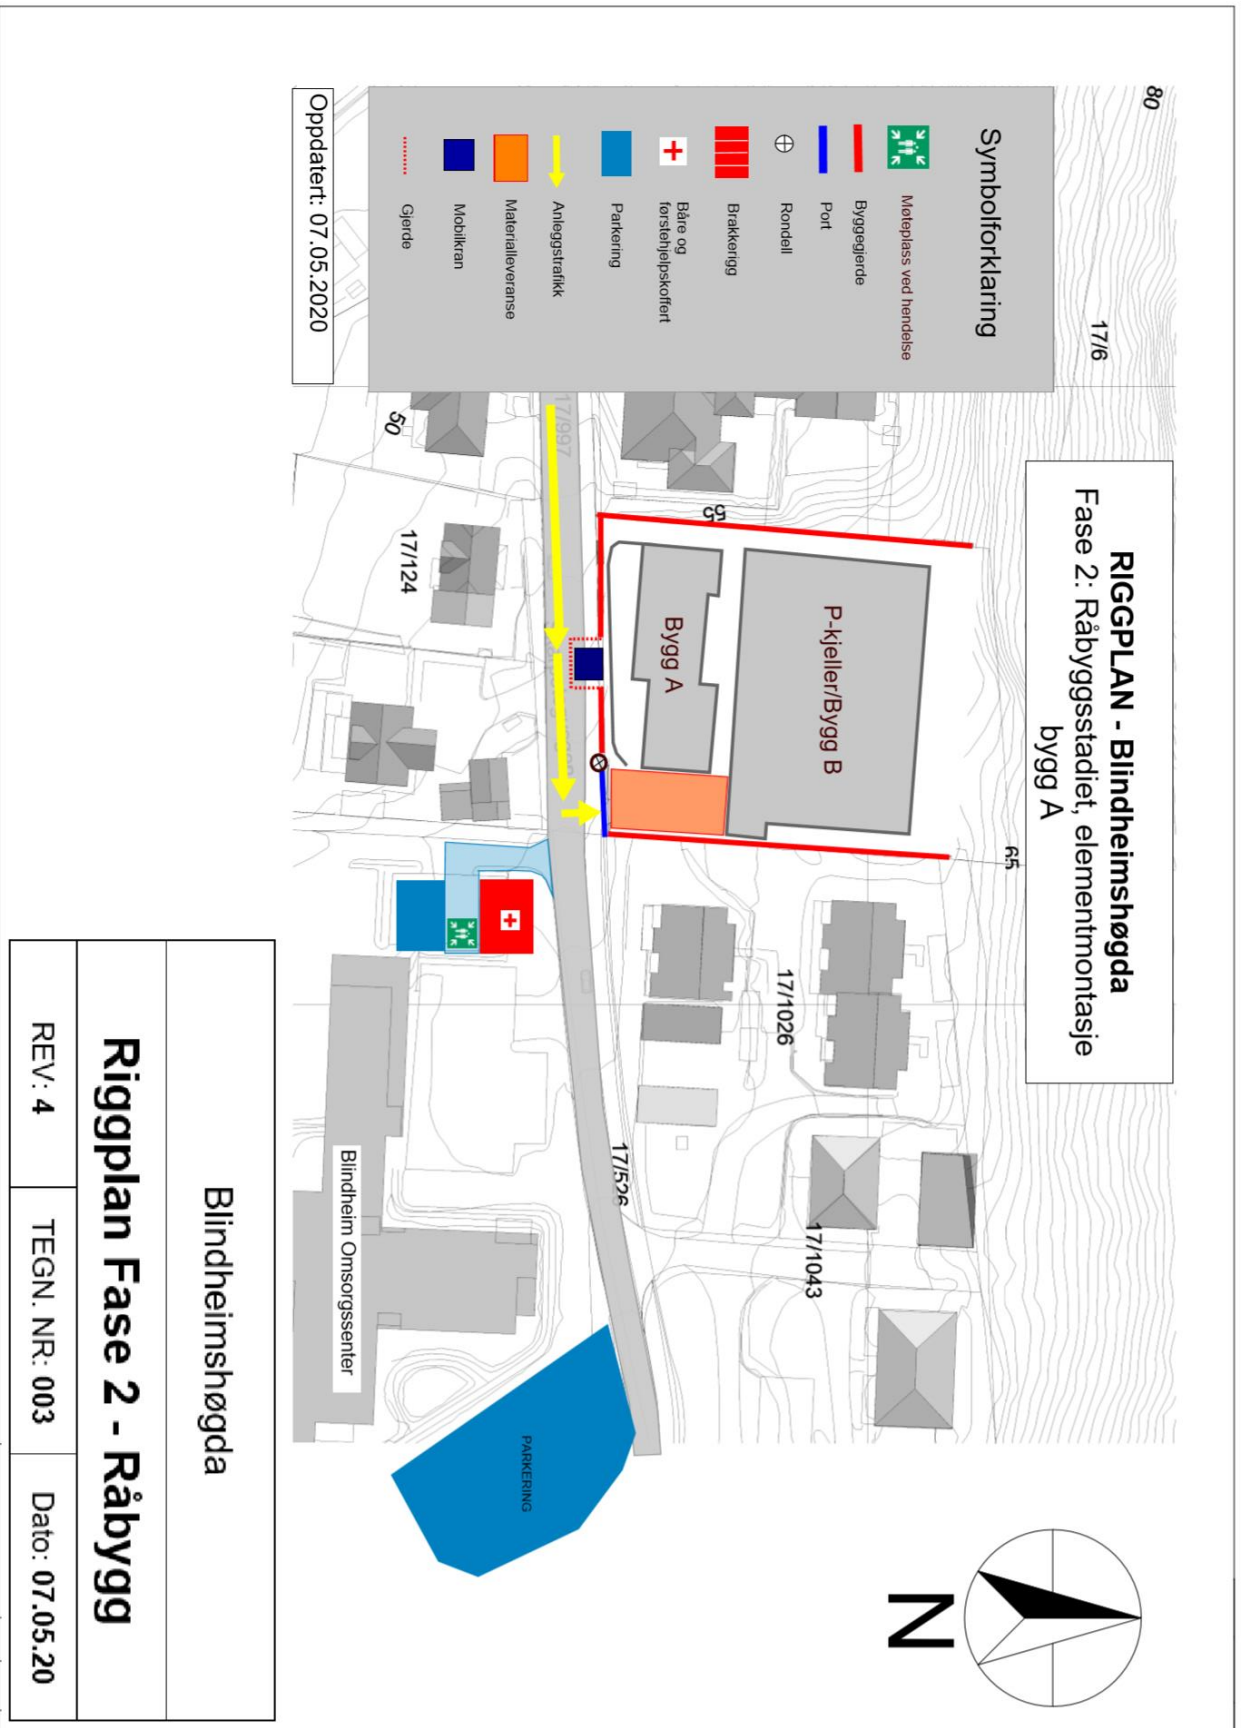 RIGGPLAN - Blindheimshøgda
Fase 2: Råbyggsstadiet, elementmontasje
bygg A
80
17/6
Symbolforklaring
Møteplass ved hendelse
Byggegjerde
Port
Rondell
Brakkerigg
Båre og
førstehjelpskoffert
Parkering
Anleggstrafikk
Materialleveranse
Mobilkran
Gjerde
Oppdatert: 07.05.2020
65
55
P-kjeller/Bygg B
Bygg A
17/1026
17/1043
17/997
17/526
50
17/124
Blindheim Omsorgssenter
PARKERING
N
Blindheimshøgda
Riggplan Fase 2 - Råbygg
REV: 4
TEGN. NR: 003
Dato: 07.05.20